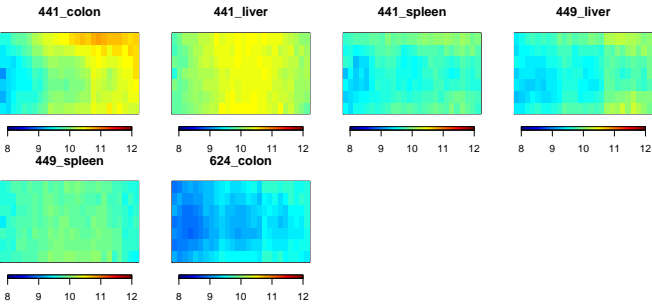 441_colon 441_liver 441_spleen 449_liver
8 9 10 11 12 8 9 10 11 12 8 9 10 11 12 8 9 10 11 12
449_spleen 624_colon
8 9 10 11 12 8 9 10 11 12